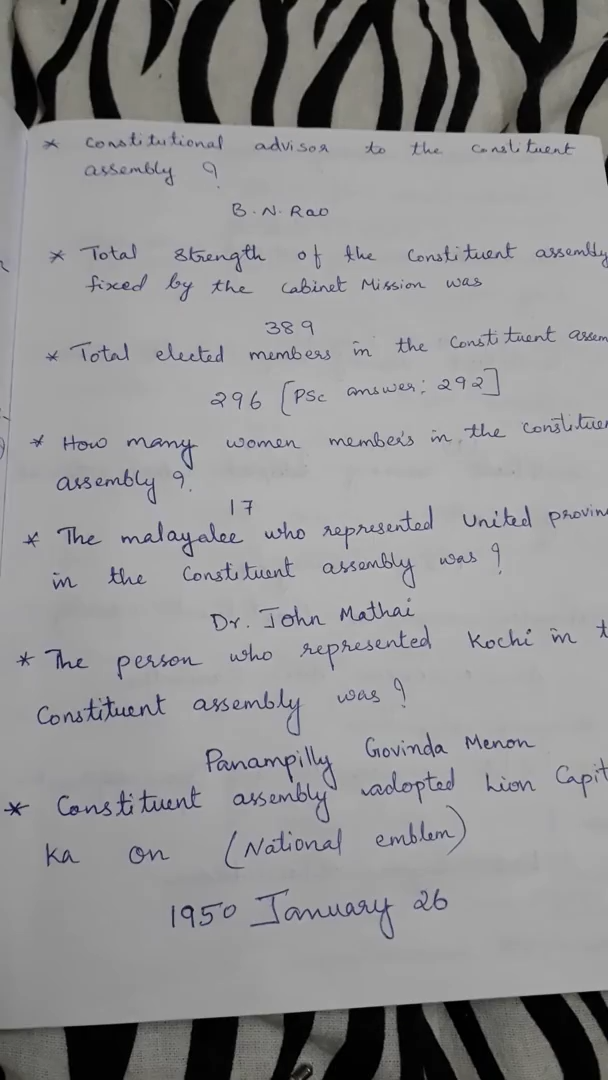 * Constitutional advisor to the constituent
assembly ?
B.N. Rao
* Total strength of the Constituent assembly
fixed by the Cabinet Mission was
389
* Total elected members in the Constituent assem
296 [PSC answer: 292]
* How many women member's in the Constituen
assembly ?.
17
* The malayalee who represented United provin
in the Constituent assembly was ?
Dr. John Mathai
* The person who represented Kochi in t
Constituent assembly was ?
Panampilly Govinda Menon
* Constituent assembly adopted Lion Capit
ka on (National emblem)
1950 January 26